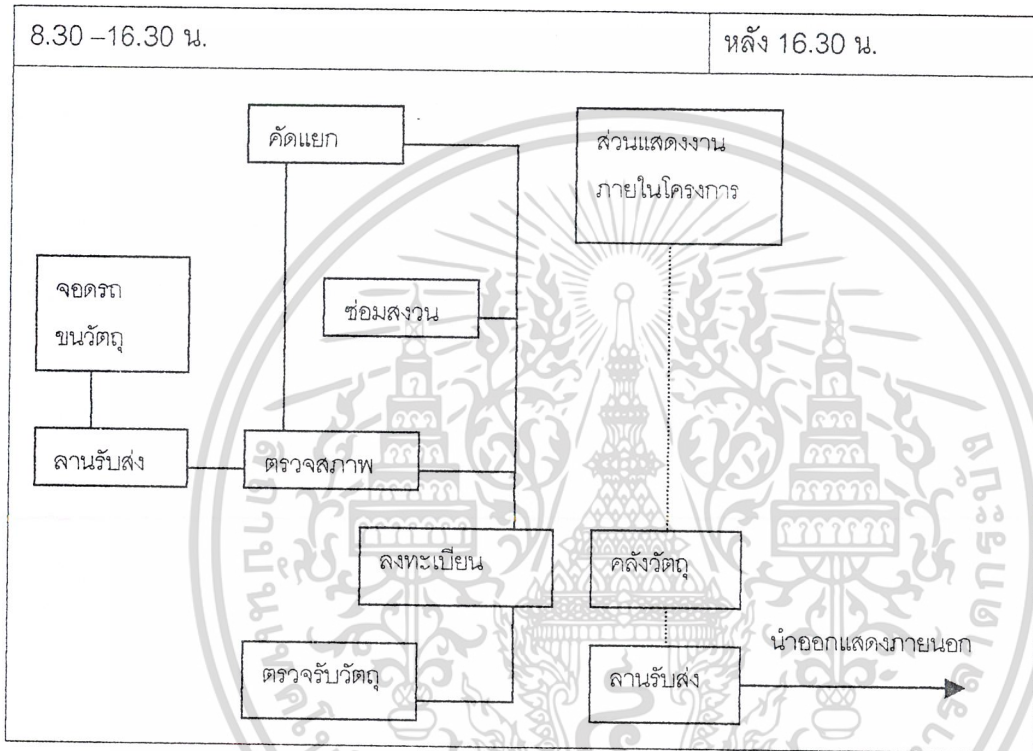 8.30 –16.30 น.
หลัง 16.30 น.
คัดแยก
ส่วนแสดงงาน
ภายในโครงการ
จอดรถ
ขนวัตถุ
ซ่อมสงวน
ลานรับส่ง
ตรวจสภาพ
ลงทะเบียน
คลังวัตถุ
ตรวจรับวัตถุ
ลานรับส่ง
นำออกแสดงภายนอก